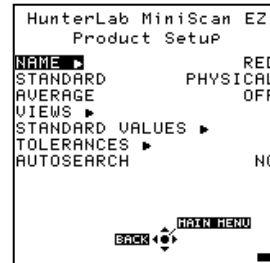 HunterLab MiniScan EZ
Product Setup
NAME ▶ RED
STANDARD PHYSICAL
AVERAGE OFF
VIEWS ▶
STANDARD VALUES ▶
TOLERANCES ▶
AUTOSEARCH NO
MAIN MENU
BACK